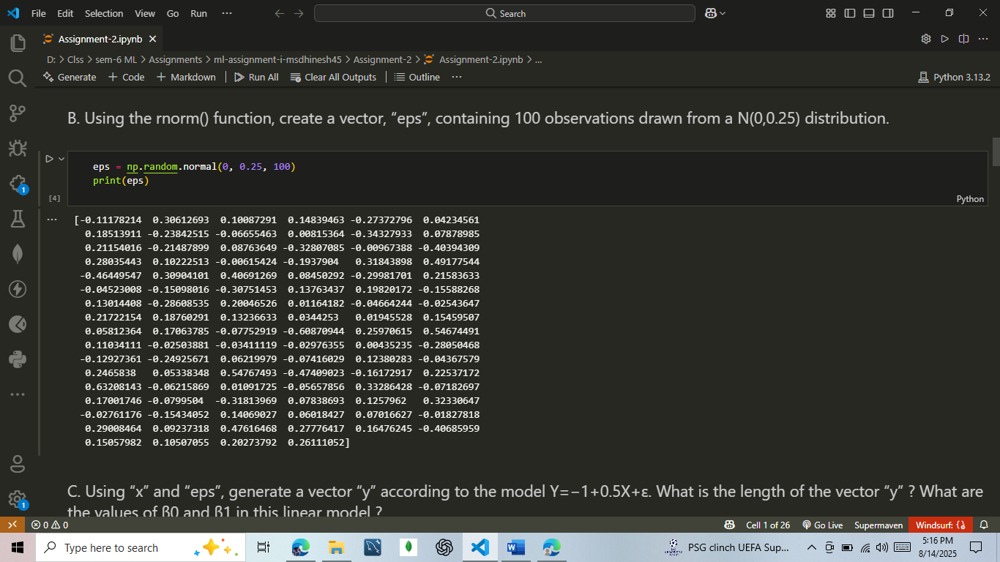 File Edit Selection View Go Run ··· Search
Assignment-2.ipynb
D: > Clss > sem-6 ML > Assignments > ml-assignment-i-msdhinesh45 > Assignment-2 > Assignment-2.ipynb > ...
Generate + Code + Markdown Run All Clear All Outputs Outline ··· Python 3.13.2
B. Using the rnorm() function, create a vector, “eps”, containing 100 observations drawn from a N(0,0.25) distribution.
eps = np.random.normal(0, 0.25, 100)
print(eps)
[4]
Python
[-0.11178214 0.30612693 0.10087291 0.14839463 -0.27372796 0.04234561
0.18513911 -0.23842515 -0.06655463 0.00815364 -0.34327933 0.07878985
0.21154016 -0.21487899 0.08763649 -0.32807085 -0.00967388 -0.40394309
0.28035443 0.10222513 -0.00615424 -0.1937904 0.31843898 0.49177544
-0.46449547 0.30904101 0.40691269 0.08450292 -0.29981701 0.21583633
-0.04523008 -0.15098016 -0.30751453 0.13763437 0.19820172 -0.15588268
0.13014408 -0.28608535 0.20046526 0.01164182 -0.04664244 -0.02543647
0.21722154 0.18760291 0.13236633 0.0344253 0.01945528 0.15459507
0.05812364 0.17063785 -0.07752919 -0.60870944 0.25970615 0.54674491
0.11034111 -0.02503881 -0.03411119 -0.02976355 0.00435235 -0.28050468
-0.12927361 -0.24925671 0.06219979 -0.07416029 0.12380283 -0.04367579
0.2465838 0.05338348 0.54767493 -0.47409023 -0.16172917 0.22537172
0.63208143 -0.06215869 0.01091725 -0.05657856 0.33286428 -0.07182697
0.17001746 -0.0799504 -0.31813969 0.07838693 0.1257962 0.32330647
-0.02761176 -0.15434052 0.14069027 0.06018427 0.07016627 -0.01827818
0.29008464 0.09237318 0.47616468 0.27776417 0.16476245 -0.40685959
0.15057982 0.10507055 0.20273792 0.26111052]
C. Using “x” and “eps”, generate a vector “y” according to the model Y=−1+0.5X+ε. What is the length of the vector “y” ? What are
the values of β0 and β1 in this linear model ?
1
1
0 0 Cell 1 of 26 Go Live Supermaven Windsurf: {}
Type here to search PSG clinch UEFA Sup... 5:16 PM
8/14/2025